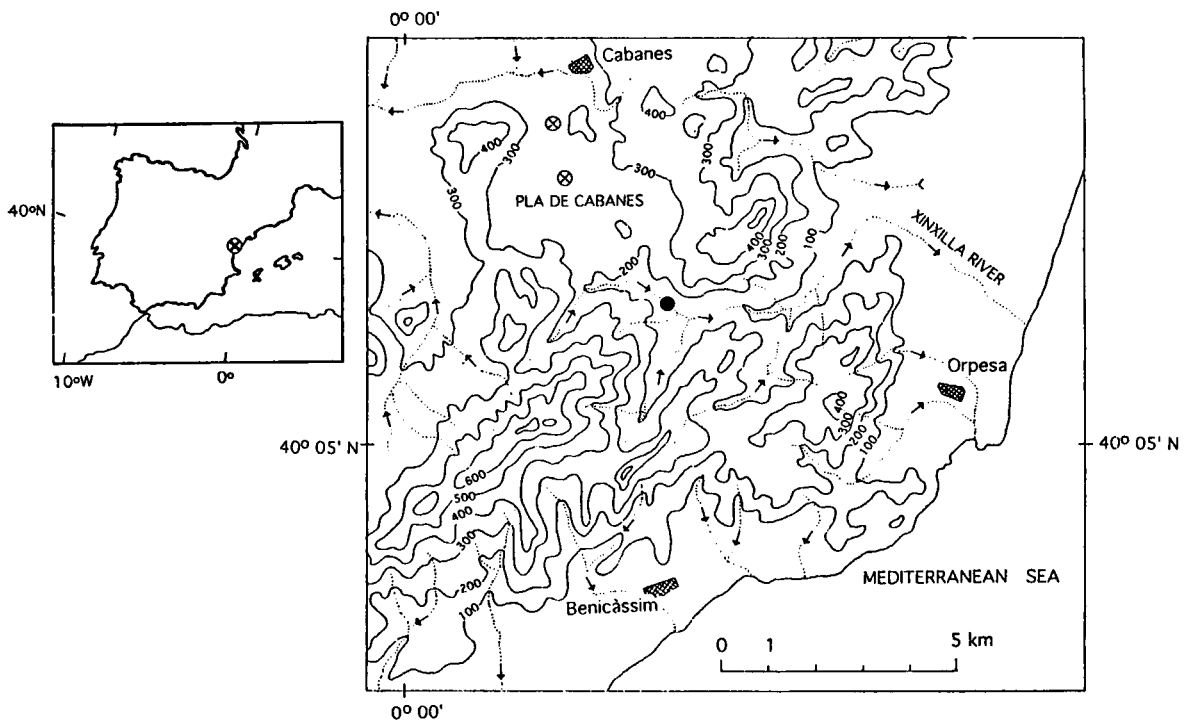 0º 00'
Cabanes
400
400
300
300
300
300
40ºN
PLA DE CABANES
XINXILLA RIVER
400
300
200
100
200
10ºW
0º
Orpesa
400
300
200
100
40º 05' N
40º 05' N
600
500
400
300
200
100
MEDITERRANEAN SEA
Benicàssim
0 1 5 km
0º 00'